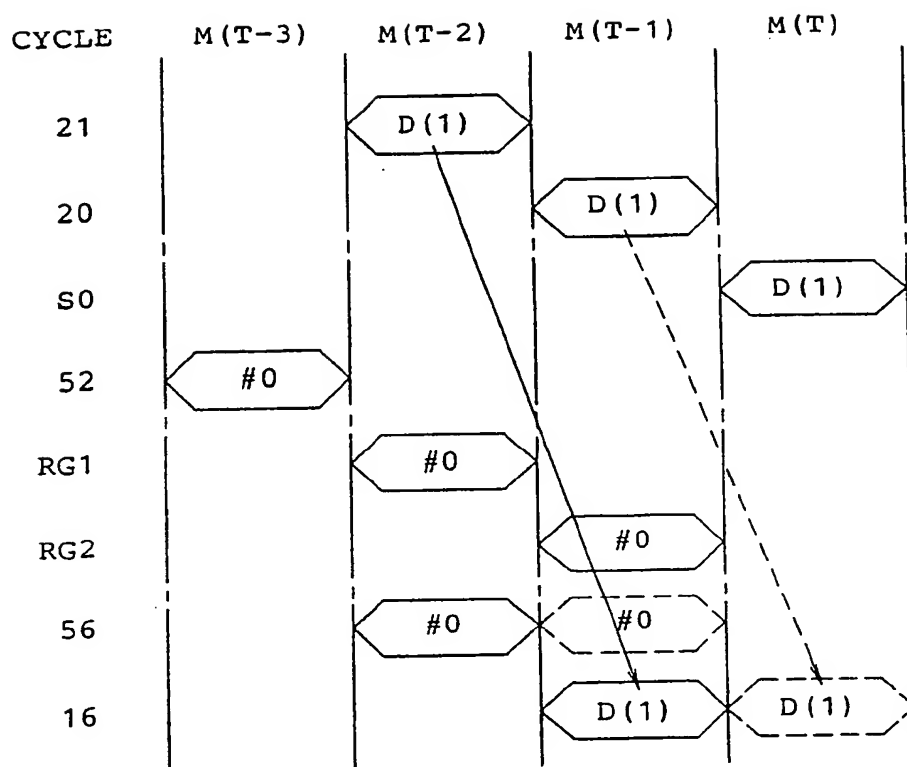 CYCLE M(T-3) M(T-2) M(T-1) M(T)
21 D(1)
20 D(1)
S0 D(1)
52 #0
RG1 #0
RG2 #0
56 #0 #0
16 D(1) D(1)